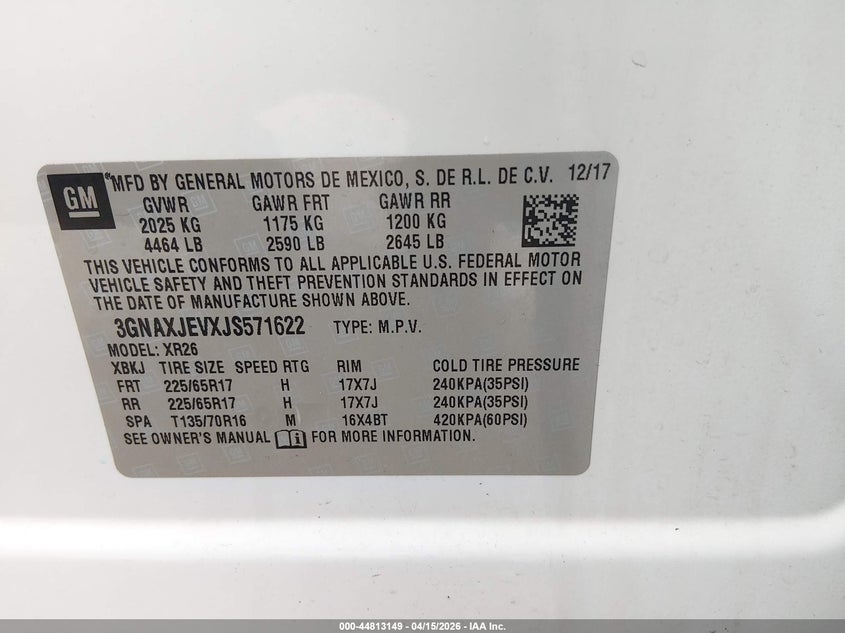 GM
MFD BY GENERAL MOTORS DE MEXICO, S. DE R.L. DE C.V. 12/17
GVWR GAWR FRT GAWR RR
2025 KG 1175 KG 1200 KG
4464 LB 2590 LB 2645 LB
THIS VEHICLE CONFORMS TO ALL APPLICABLE U.S. FEDERAL MOTOR
VEHICLE SAFETY AND THEFT PREVENTION STANDARDS IN EFFECT ON
THE DATE OF MANUFACTURE SHOWN ABOVE.
3GNAXJEVXJS571622 TYPE: M.P.V.
MODEL: XR26
XBKJ TIRE SIZE SPEED RTG RIM COLD TIRE PRESSURE
FRT 225/65R17 H 17X7J 240KPA(35PSI)
RR 225/65R17 H 17X7J 240KPA(35PSI)
SPA T135/70R16 M 16X4BT 420KPA(60PSI)
SEE OWNER'S MANUAL FOR MORE INFORMATION.
000-44813149 - 04/15/2026 - IAA Inc.